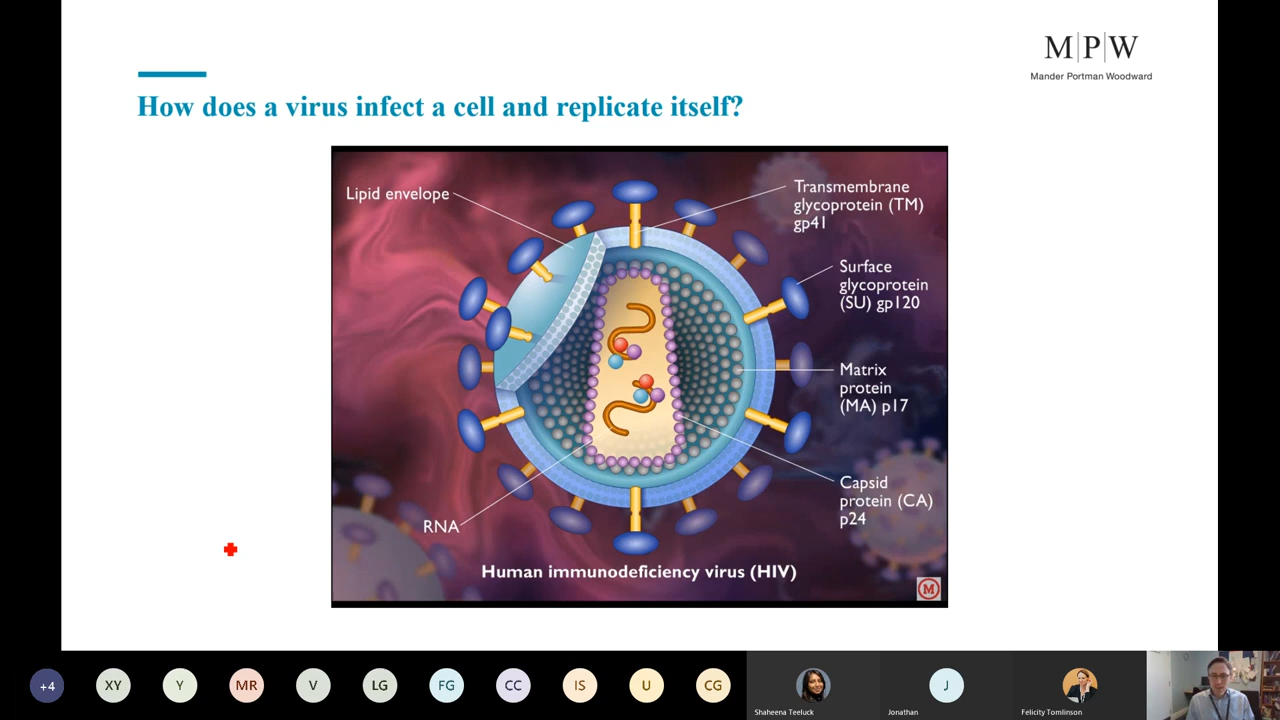 M|P|W
Mander Portman Woodward
How does a virus infect a cell and replicate itself?
Lipid envelope
Transmembrane
glycoprotein (TM)
gp41
Surface
glycoprotein
(SU) gp120
Matrix
protein
(MA) p17
Capsid
protein (CA)
p24
RNA
Human immunodeficiency virus (HIV)
M
+4
XY
Y
MR
V
LG
FG
CC
IS
U
CG
Shaheena Teeluck
J
Jonathan
Felicity Tomlinson